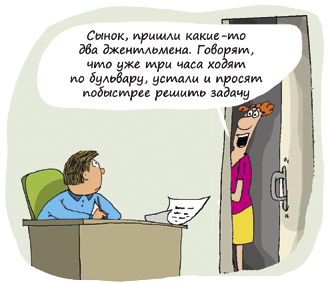 Сынок, пришли какие-то
два джентльмена. Говорят,
что уже три часа ходят
по бульвару, устали и просят
побыстрее решить задачу